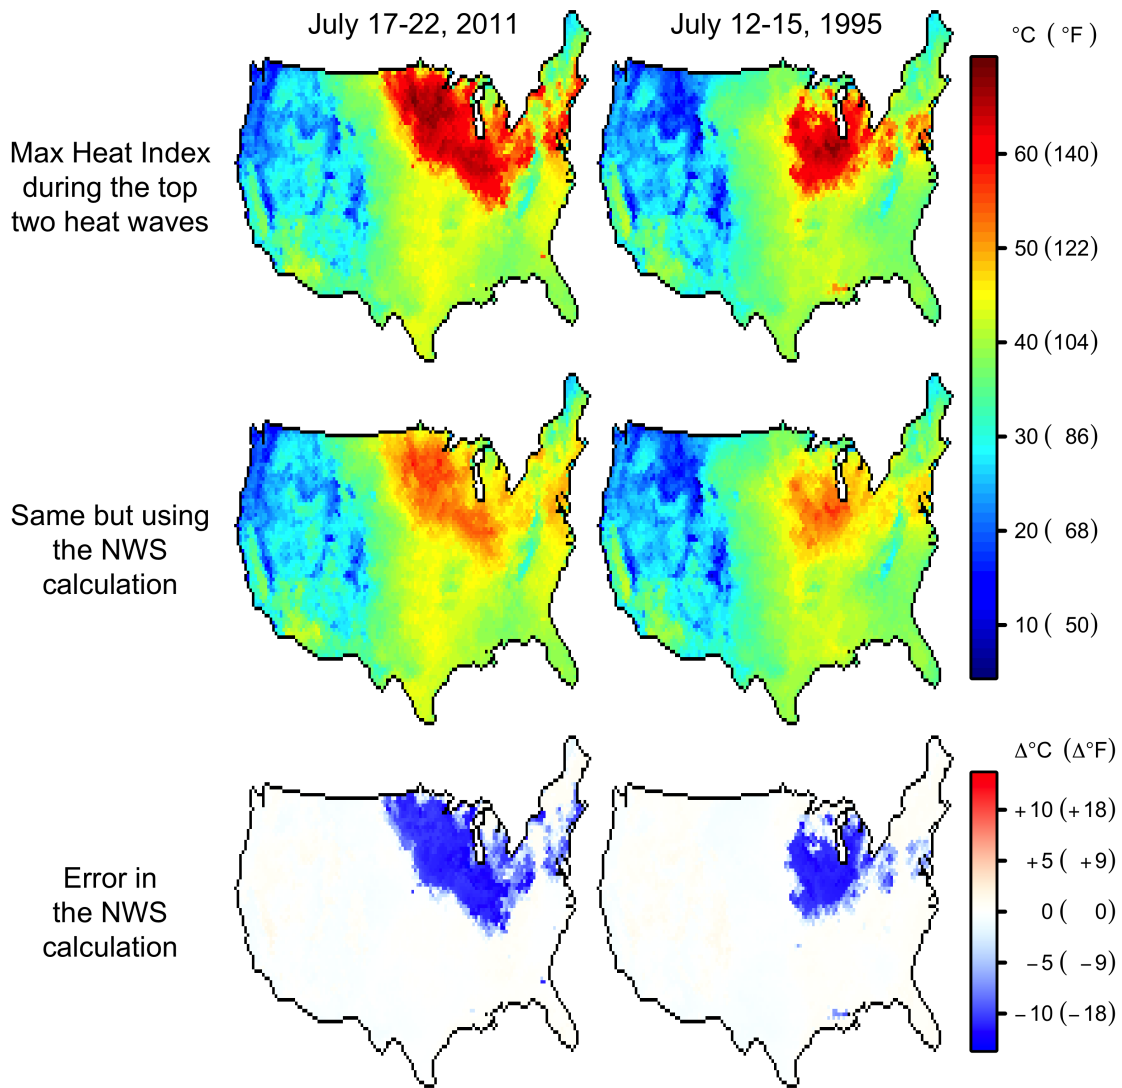 July 17-22, 2011
July 12-15, 1995
Max Heat Index
during the top
two heat waves
°C (°F)
60 (140)
50 (122)
40 (104)
30 ( 86)
20 ( 68)
10 ( 50)
Same but using
the NWS
calculation
Error in
the NWS
calculation
Δ°C (Δ°F)
+10 (+18)
+5 ( +9)
0 ( 0)
−5 ( −9)
−10 (−18)